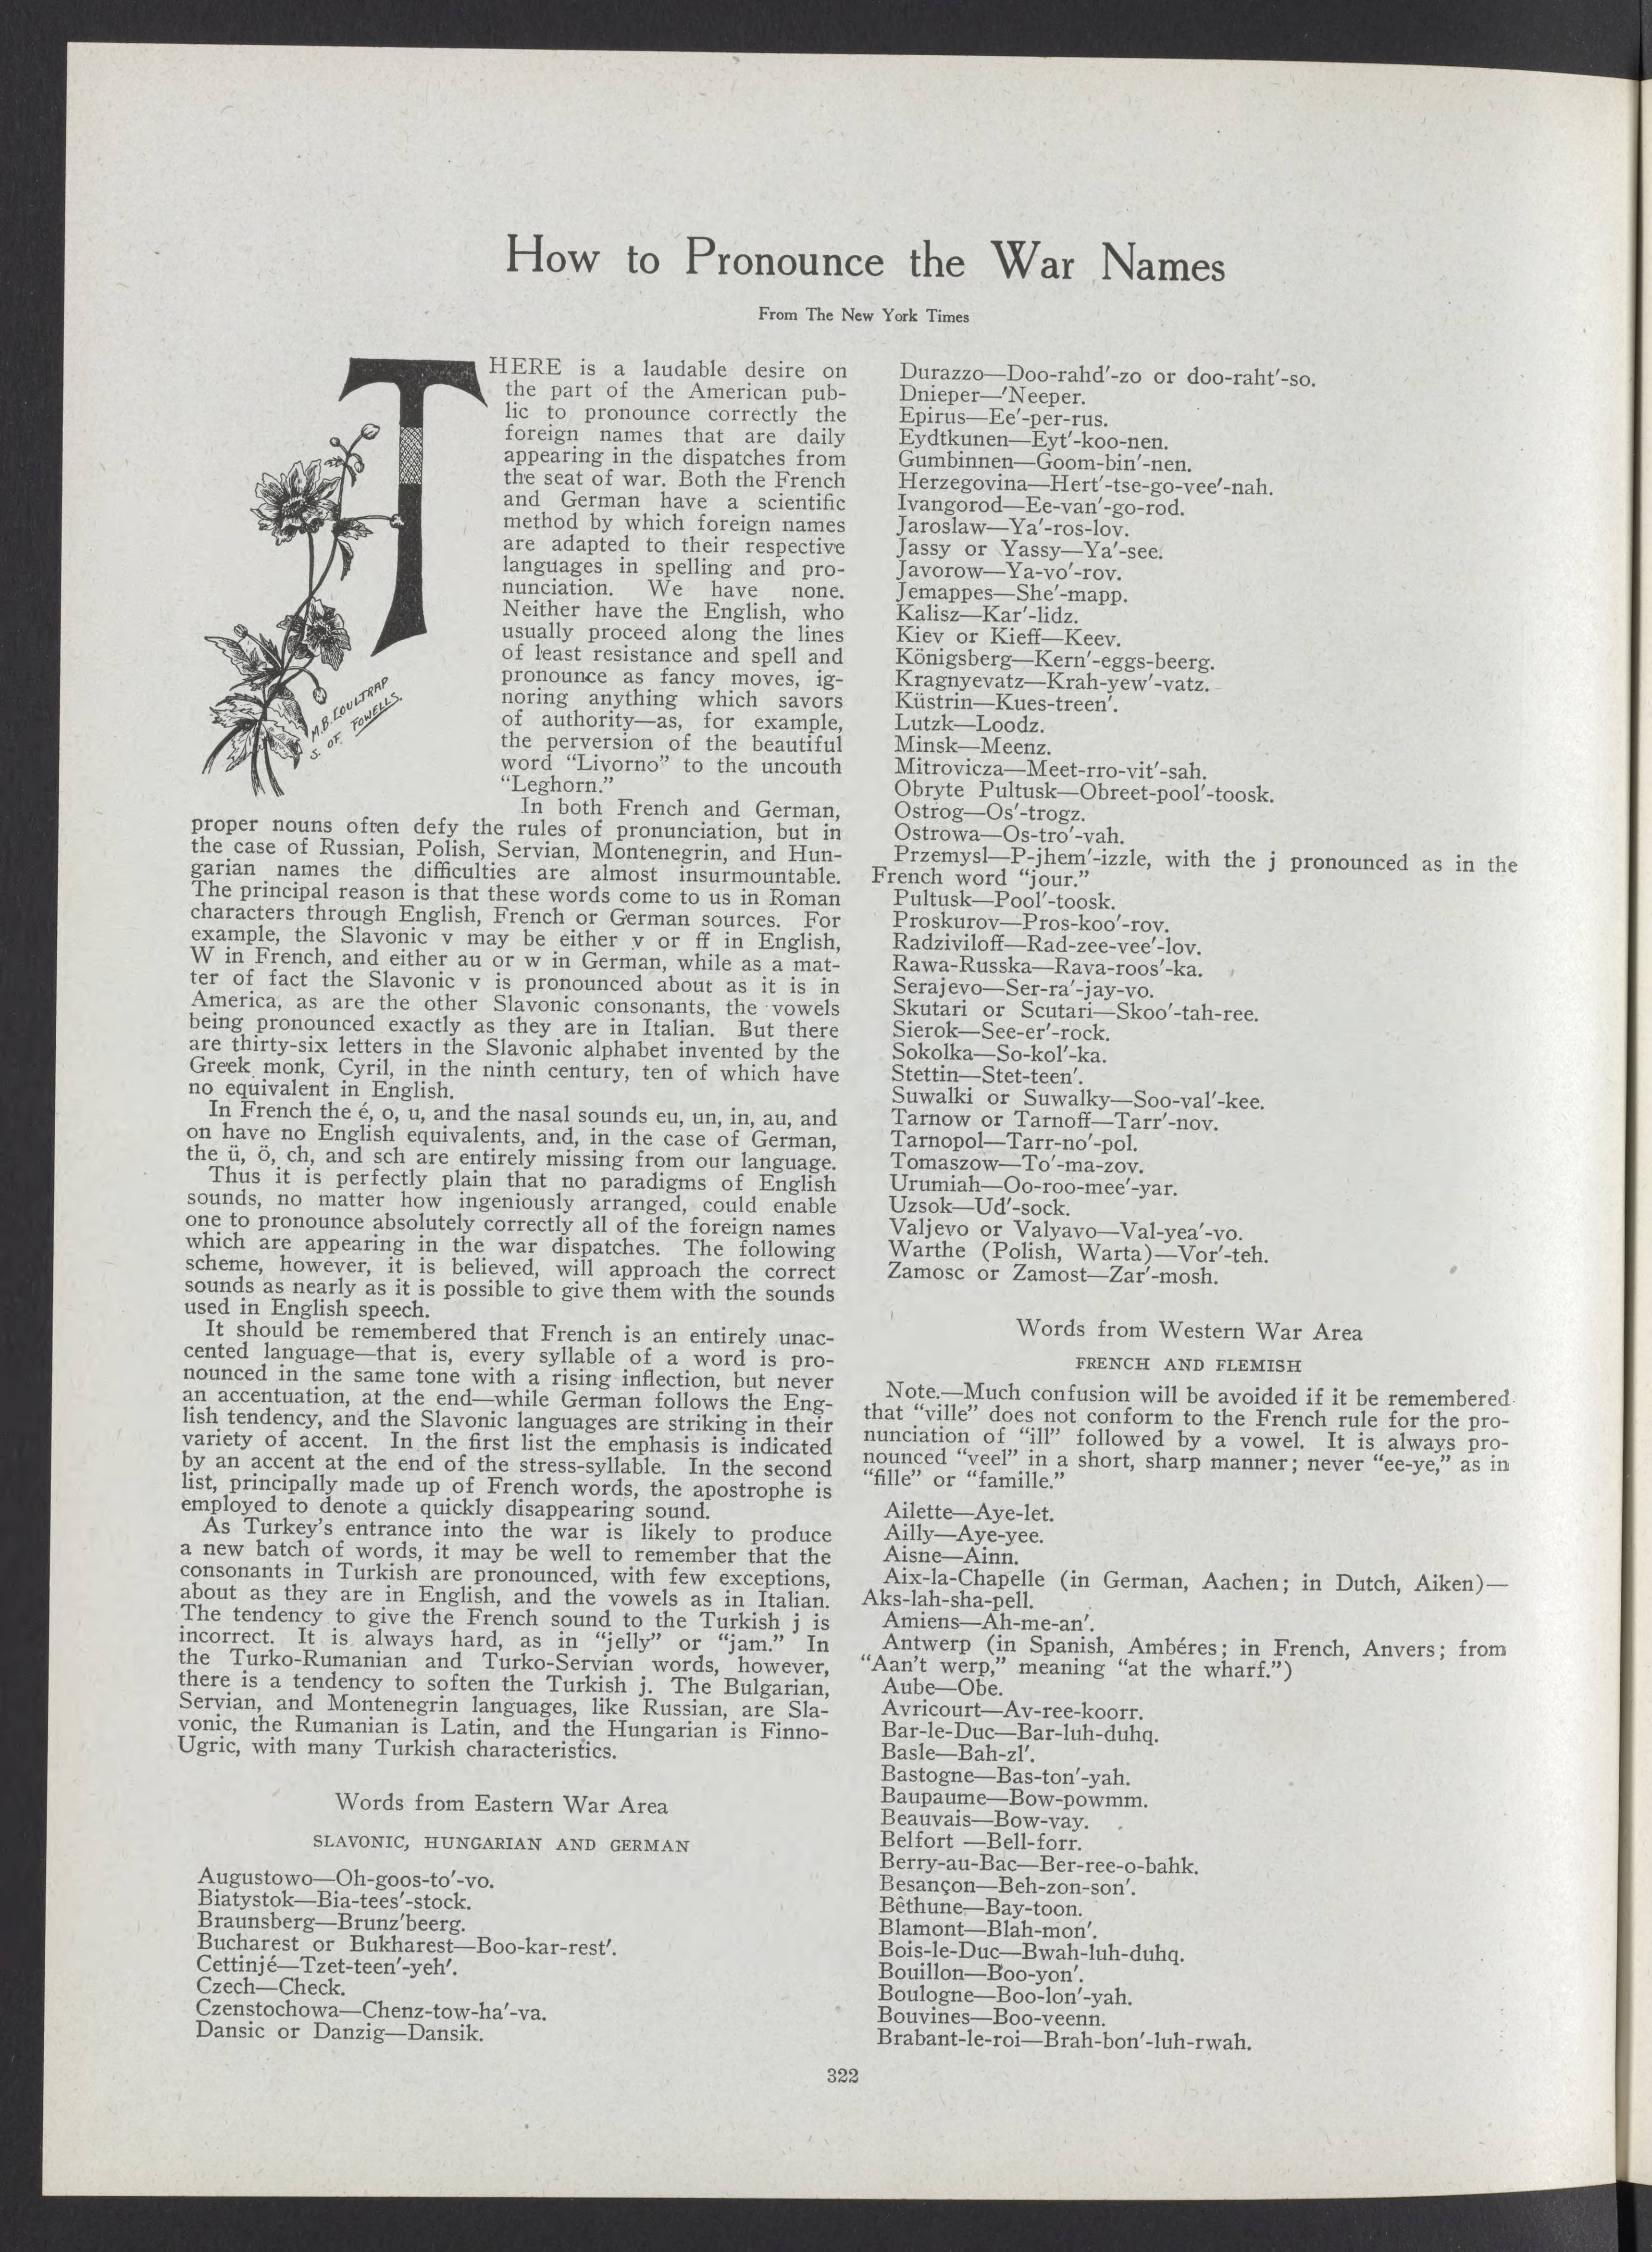 How to Pronounce the War Names
From The New York Times
THERE is a laudable desire on
the part of the American pub-
lic to pronounce correctly the
foreign names that are daily
appearing in the dispatches from
the seat of war. Both the French
and German have a scientific
method by which foreign names
are adapted to their respective
languages in spelling and pro-
nunciation. We have none.
Neither have the English, who
usually proceed along the lines
of least resistance and spell and
pronounce as fancy moves, ig-
noring anything which savors
of authority—as, for example,
the perversion of the beautiful
word "Livorno" to the uncouth
"Leghorn."
M.B. COULTRAP
S. OF POWELL S.
In both French and German,
proper nouns often defy the rules of pronunciation, but in
the case of Russian, Polish, Servian, Montenegrin, and Hun-
garian names the difficulties are almost insurmountable.
The principal reason is that these words come to us in Roman
characters through English, French or German sources. For
example, the Slavonic v may be either v or ff in English,
W in French, and either au or w in German, while as a mat-
ter of fact the Slavonic v is pronounced about as it is in
America, as are the other Slavonic consonants, the vowels
being pronounced exactly as they are in Italian. But there
are thirty-six letters in the Slavonic alphabet invented by the
Greek monk, Cyril, in the ninth century, ten of which have
no equivalent in English.
In French the é, o, u, and the nasal sounds eu, un, in, au, and
on have no English equivalents, and, in the case of German,
the ü, ö, ch, and sch are entirely missing from our language.
Thus it is perfectly plain that no paradigms of English
sounds, no matter how ingeniously arranged, could enable
one to pronounce absolutely correctly all of the foreign names
which are appearing in the war dispatches. The following
scheme, however, it is believed, will approach the correct
sounds as nearly as it is possible to give them with the sounds
used in English speech.
It should be remembered that French is an entirely unac-
cented language—that is, every syllable of a word is pro-
nounced in the same tone with a rising inflection, but never
an accentuation, at the end—while German follows the Eng-
lish tendency, and the Slavonic languages are striking in their
variety of accent. In the first list the emphasis is indicated
by an accent at the end of the stress-syllable. In the second
list, principally made up of French words, the apostrophe is
employed to denote a quickly disappearing sound.
As Turkey's entrance into the war is likely to produce
a new batch of words, it may be well to remember that the
consonants in Turkish are pronounced, with few exceptions,
about as they are in English, and the vowels as in Italian.
The tendency to give the French sound to the Turkish j is
incorrect. It is always hard, as in "jelly" or "jam." In
the Turko-Rumanian and Turko-Servian words, however,
there is a tendency to soften the Turkish j. The Bulgarian,
Servian, and Montenegrin languages, like Russian, are Sla-
vonic, the Rumanian is Latin, and the Hungarian is Finno-
Ugric, with many Turkish characteristics.
Words from Eastern War Area
SLAVONIC, HUNGARIAN AND GERMAN
Augustowo—Oh-goos-to′-vo.
Biatystok—Bia-tees′-stock.
Braunsberg—Brunz′beerg.
Bucharest or Bukharest—Boo-kar-rest′.
Cettinjé—Tzet-teen′-yeh′.
Czech—Check.
Czenstochowa—Chenz-tow-ha′-va.
Dansic or Danzig—Dansik.
Durazzo—Doo-rahd′-zo or doo-raht′-so.
Dnieper—′Neeper.
Epirus—Ee′-per-rus.
Eydtkunen—Eyt′-koo-nen.
Gumbinnen—Goom-bin′-nen.
Herzegovina—Hert′-tse-go-vee′-nah.
Ivangorod—Ee-van′-go-rod.
Jaroslaw—Ya′-ros-lov.
Jassy or Yassy—Ya′-see.
Javorow—Ya-vo′-rov.
Jemappes—She′-mapp.
Kalisz—Kar′-lidz.
Kiev or Kieff—Keev.
Königsberg—Kern′-eggs-beerg.
Kragnyevatz—Krah-yew′-vatz.
Küstrin—Kues-treen′.
Lutzk—Loodz.
Minsk—Meenz.
Mitrovicza—Meet-rro-vit′-sah.
Obryte Pultusk—Obreet-pool′-toosk.
Ostrog—Os′-trogz.
Ostrowa—Os-tro′-vah.
Przemysl—P-jhem′-izzle, with the j pronounced as in the
French word "jour."
Pultusk—Pool′-toosk.
Proskurov—Pros-koo′-rov.
Radziviloff—Rad-zee-vee′-lov.
Rawa-Russka—Rava-roos′-ka.
Serajevo—Ser-ra′-jay-vo.
Skutari or Scutari—Skoo′-tah-ree.
Sierok—See-er′-rock.
Sokolka—So-kol′-ka.
Stettin—Stet-teen′.
Suwalki or Suwalky—Soo-val′-kee.
Tarnow or Tarnoff—Tarr′-nov.
Tarnopol—Tarr-no′-pol.
Tomaszow—To′-ma-zov.
Urumiah—Oo-roo-mee′-yar.
Uzsok—Ud′-sock.
Valjevo or Valyavo—Val-yea′-vo.
Warthe (Polish, Warta)—Vor′-teh.
Zamosc or Zamost—Zar′-mosh.
Words from Western War Area
FRENCH AND FLEMISH
Note.—Much confusion will be avoided if it be remembered
that "ville" does not conform to the French rule for the pro-
nunciation of "ill" followed by a vowel. It is always pro-
nounced "veel" in a short, sharp manner; never "ee-ye," as in
"fille" or "famille."
Ailette—Aye-let.
Ailly—Aye-yee.
Aisne—Ainn.
Aix-la-Chapelle (in German, Aachen; in Dutch, Aiken)—
Aks-lah-sha-pell.
Amiens—Ah-me-an′.
Antwerp (in Spanish, Ambéres; in French, Anvers; from
"Aan't werp," meaning "at the wharf.")
Aube—Obe.
Avricourt—Av-ree-koorr.
Bar-le-Duc—Bar-luh-duhq.
Basle—Bah-zl′.
Bastogne—Bas-ton′-yah.
Baupaume—Bow-powmm.
Beauvais—Bow-vay.
Belfort —Bell-forr.
Berry-au-Bac—Ber-ree-o-bahk.
Besançon—Beh-zon-son′.
Bêthune—Bay-toon.
Blamont—Blah-mon′.
Bois-le-Duc—Bwah-luh-duhq.
Bouillon—Boo-yon′.
Boulogne—Boo-lon′-yah.
Bouvines—Boo-veenn.
Brabant-le-roi—Brah-bon′-luh-rwah.
322